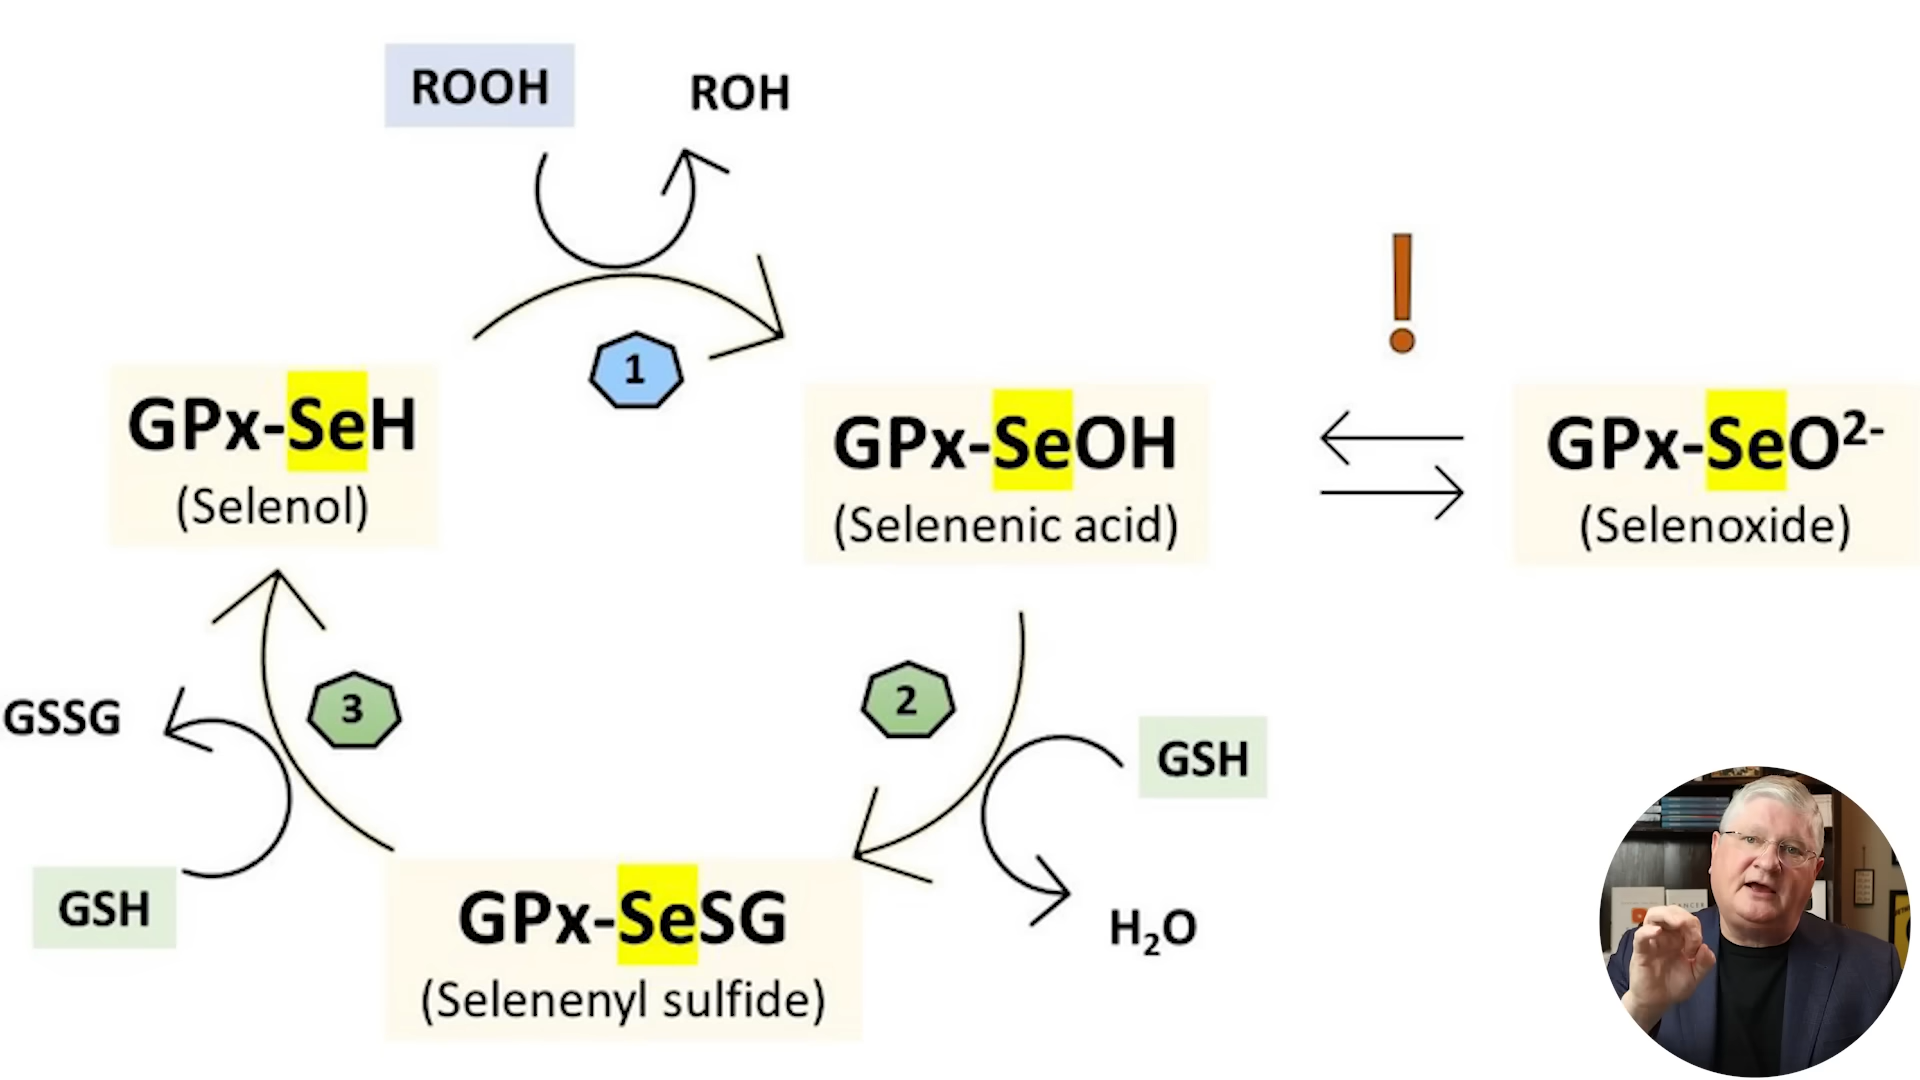 ROOH
ROH
!
1
GPx-SeH
(Selenol)
GPx-SeOH
(Selenenic acid)
GPx-SeO²⁻
(Selenoxide)
3
2
GSSG
GSH
GSH
GPx-SeSG
(Selenenyl sulfide)
H₂O